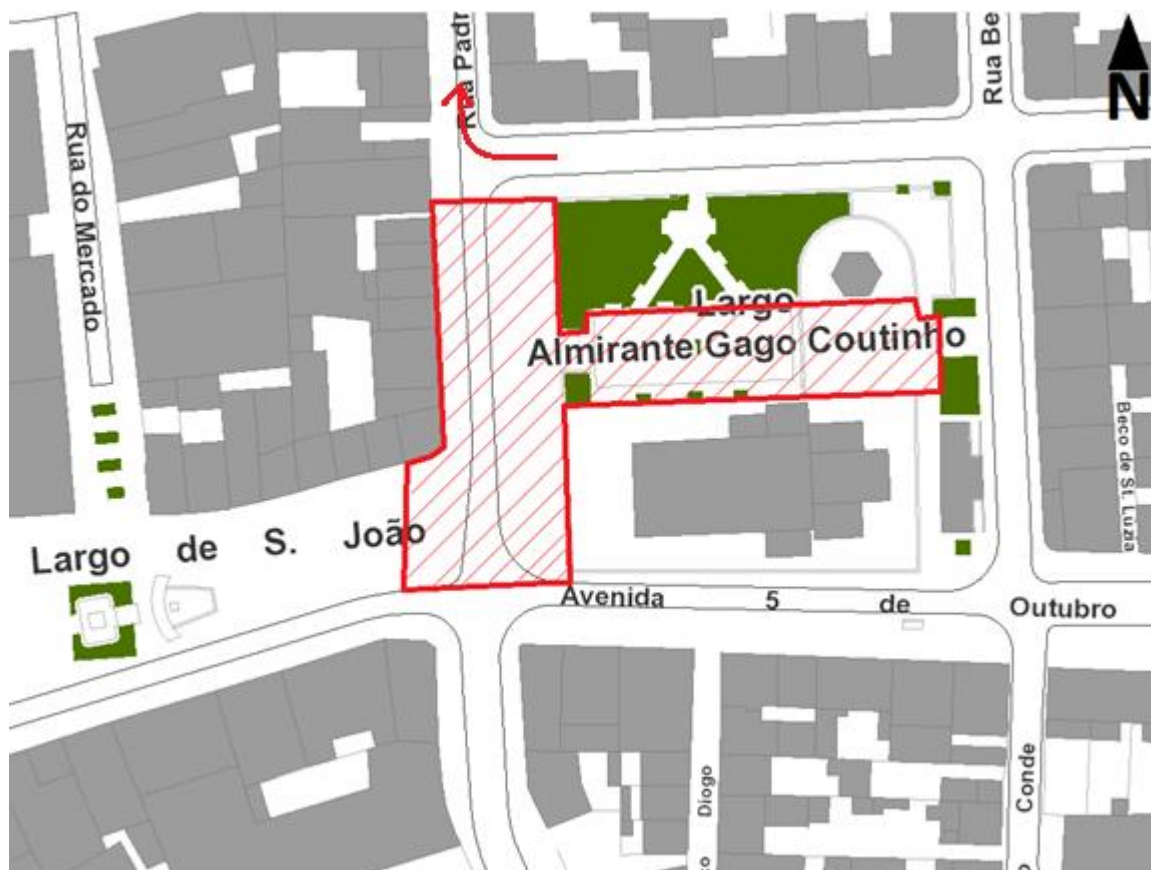 Rua Padr
Rua Be
N
Rua do Mercado
Largo
Almirante Gago Coutinho
Beco de St. Luzia
Largo de S. João
Avenida 5 de Outubro
Diogo
Conde